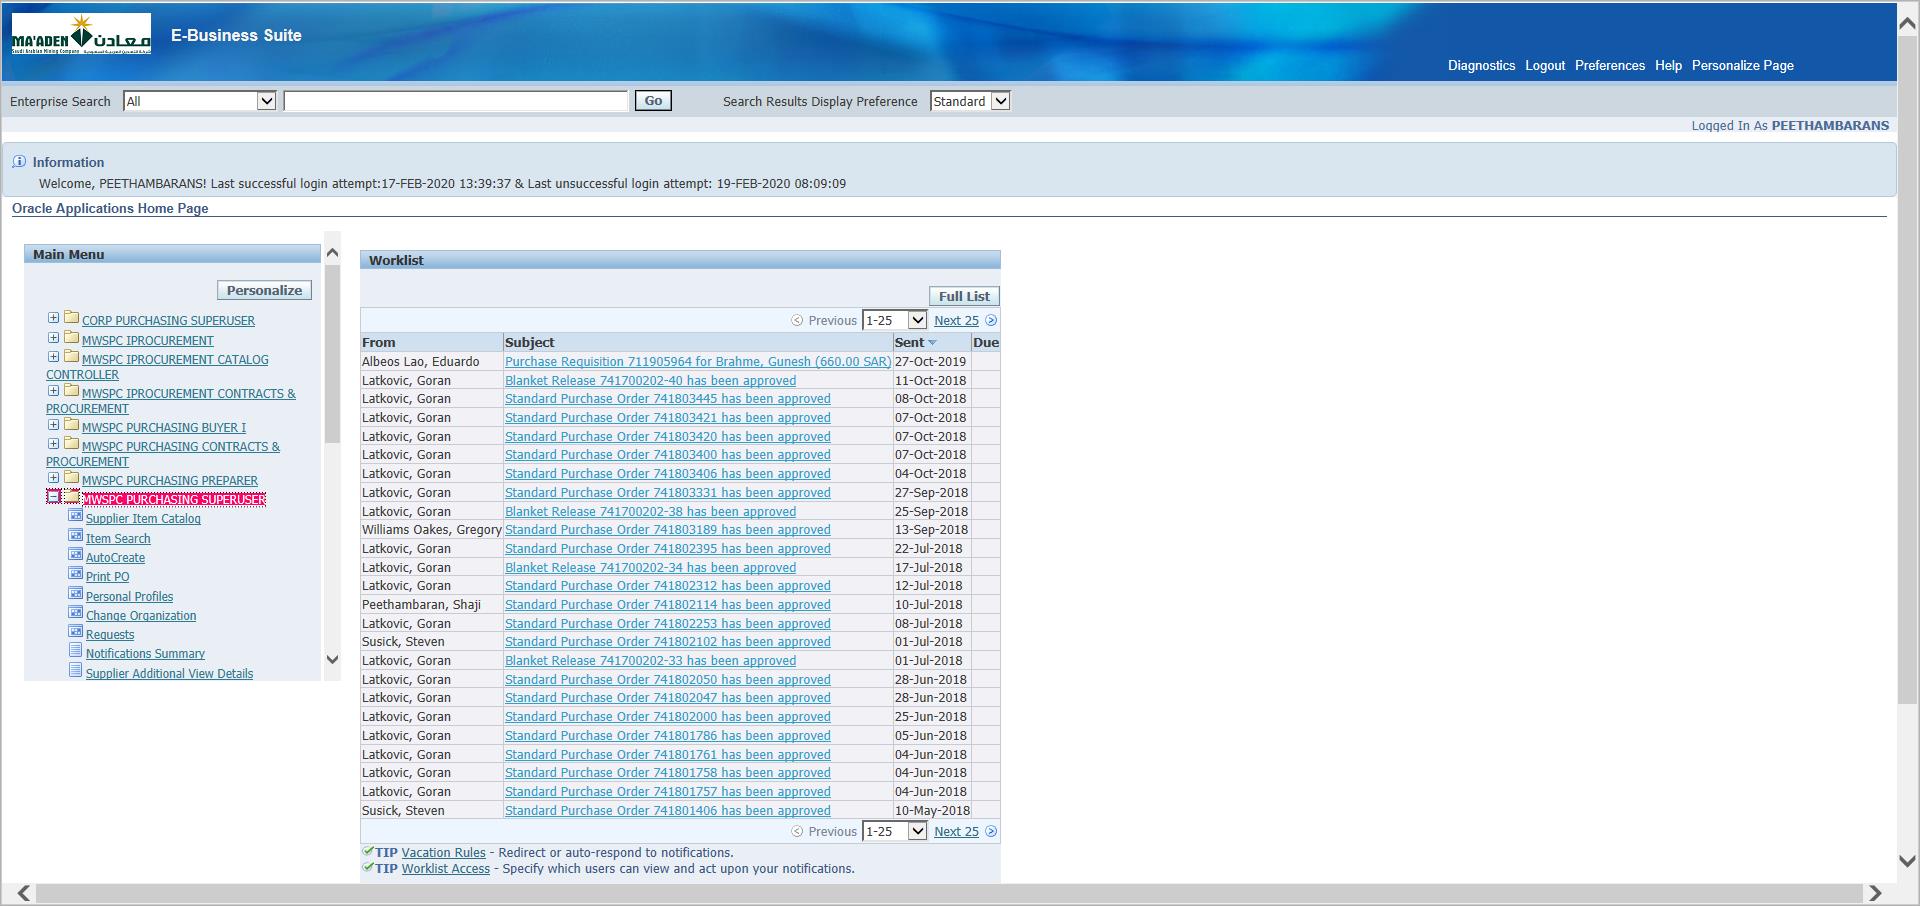 MA'ADEN معادن
Saudi Arabian Mining Company
E-Business Suite
Diagnostics Logout Preferences Help Personalize Page
Enterprise Search All Go Search Results Display Preference Standard
Logged In As PEETHAMBARANS
Information
Welcome, PEETHAMBARANS! Last successful login attempt:17-FEB-2020 13:39:37 & Last unsuccessful login attempt: 19-FEB-2020 08:09:09
Oracle Applications Home Page
Main Menu
Personalize
CORP PURCHASING SUPERUSER
MWSPC IPROCUREMENT
MWSPC IPROCUREMENT CATALOG
CONTROLLER
MWSPC IPROCUREMENT CONTRACTS &
PROCUREMENT
MWSPC PURCHASING BUYER I
MWSPC PURCHASING CONTRACTS &
PROCUREMENT
MWSPC PURCHASING PREPARER
MWSPC PURCHASING SUPERUSER
Supplier Item Catalog
Item Search
AutoCreate
Print PO
Personal Profiles
Change Organization
Requests
Notifications Summary
Supplier Additional View Details
Worklist
Full List
Previous 1-25 Next 25
From Subject Sent Due
Albeos Lao, Eduardo Purchase Requisition 711905964 for Brahme, Gunesh (660.00 SAR) 27-Oct-2019
Latkovic, Goran Blanket Release 741700202-40 has been approved 11-Oct-2018
Latkovic, Goran Standard Purchase Order 741803445 has been approved 08-Oct-2018
Latkovic, Goran Standard Purchase Order 741803421 has been approved 07-Oct-2018
Latkovic, Goran Standard Purchase Order 741803420 has been approved 07-Oct-2018
Latkovic, Goran Standard Purchase Order 741803400 has been approved 07-Oct-2018
Latkovic, Goran Standard Purchase Order 741803406 has been approved 04-Oct-2018
Latkovic, Goran Standard Purchase Order 741803331 has been approved 27-Sep-2018
Latkovic, Goran Blanket Release 741700202-38 has been approved 25-Sep-2018
Williams Oakes, Gregory Standard Purchase Order 741803189 has been approved 13-Sep-2018
Latkovic, Goran Standard Purchase Order 741802395 has been approved 22-Jul-2018
Latkovic, Goran Blanket Release 741700202-34 has been approved 17-Jul-2018
Latkovic, Goran Standard Purchase Order 741802312 has been approved 12-Jul-2018
Peethambaran, Shaji Standard Purchase Order 741802114 has been approved 10-Jul-2018
Latkovic, Goran Standard Purchase Order 741802253 has been approved 08-Jul-2018
Susick, Steven Standard Purchase Order 741802102 has been approved 01-Jul-2018
Latkovic, Goran Blanket Release 741700202-33 has been approved 01-Jul-2018
Latkovic, Goran Standard Purchase Order 741802050 has been approved 28-Jun-2018
Latkovic, Goran Standard Purchase Order 741802047 has been approved 28-Jun-2018
Latkovic, Goran Standard Purchase Order 741802000 has been approved 25-Jun-2018
Latkovic, Goran Standard Purchase Order 741801786 has been approved 05-Jun-2018
Latkovic, Goran Standard Purchase Order 741801761 has been approved 04-Jun-2018
Latkovic, Goran Standard Purchase Order 741801758 has been approved 04-Jun-2018
Latkovic, Goran Standard Purchase Order 741801757 has been approved 04-Jun-2018
Susick, Steven Standard Purchase Order 741801406 has been approved 10-May-2018
Previous 1-25 Next 25
TIP Vacation Rules - Redirect or auto-respond to notifications.
TIP Worklist Access - Specify which users can view and act upon your notifications.